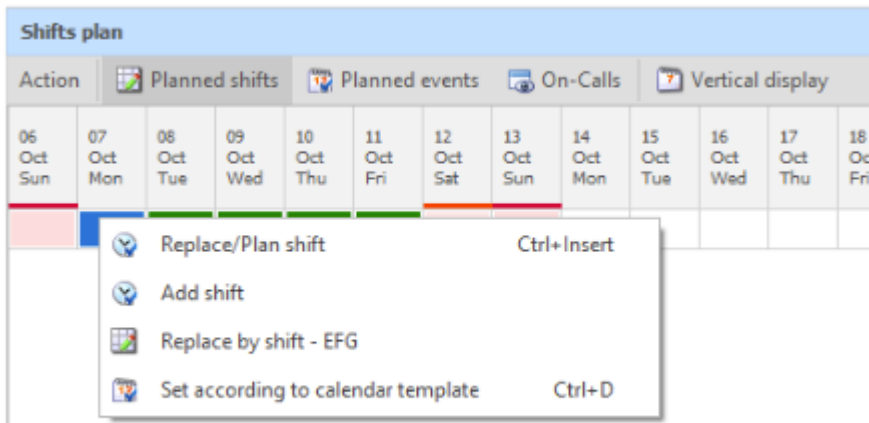 Shifts plan
Action Planned shifts Planned events On-Calls Vertical display
06 07 08 09 10 11 12 13 14 15 16 17 18
Oct Oct Oct Oct Oct Oct Oct Oct Oct Oct Oct Oct Oc
Sun Mon Tue Wed Thu Fri Sat Sun Mon Tue Wed Thu Fri
Replace/Plan shift Ctrl+Insert
Add shift
Replace by shift - EFG
Set according to calendar template Ctrl+D